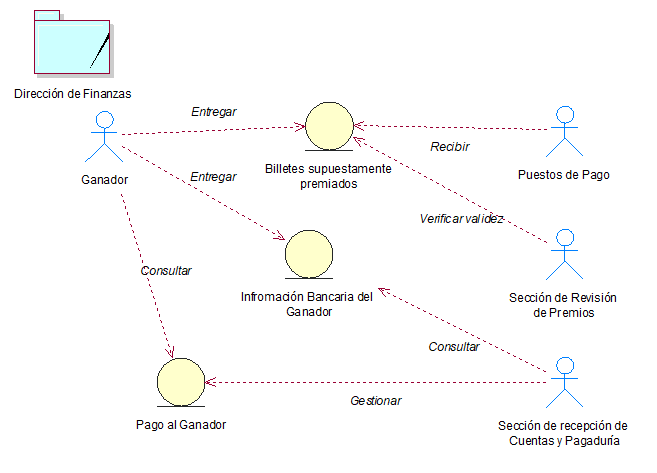 Dirección de Finanzas
Entregar
Ganador
Billetes supuestamente
premiados
Recibir
Puestos de Pago
Entregar
Verificar validez
Consultar
Infromación Bancaria del
Ganador
Sección de Revisión
de Premios
Consultar
Gestionar
Pago al Ganador
Sección de recepción de
Cuentas y Pagaduría